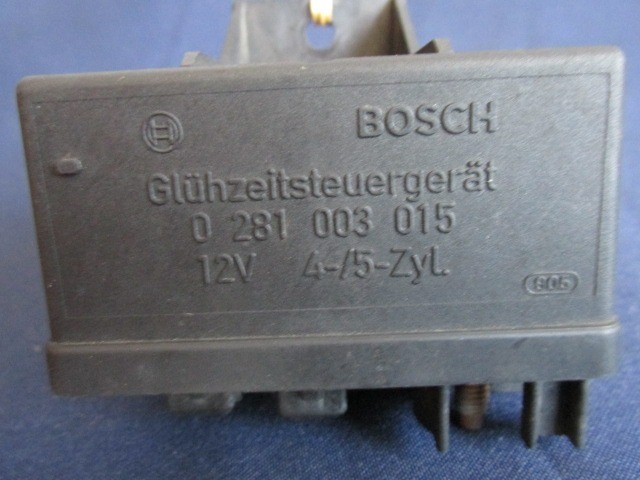 BOSCH
Glühzeitsteuergerät
0 281 003 015
12V 4-/5-Zyl.
805